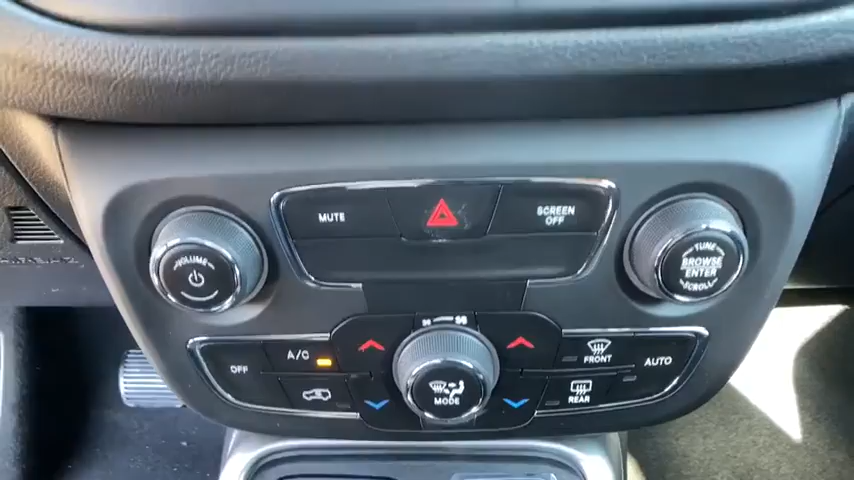 MUTE
SCREEN
OFF
VOLUME
TUNE
BROWSE
ENTER
SCROLL
OFF
A/C
FRONT
AUTO
MODE
REAR